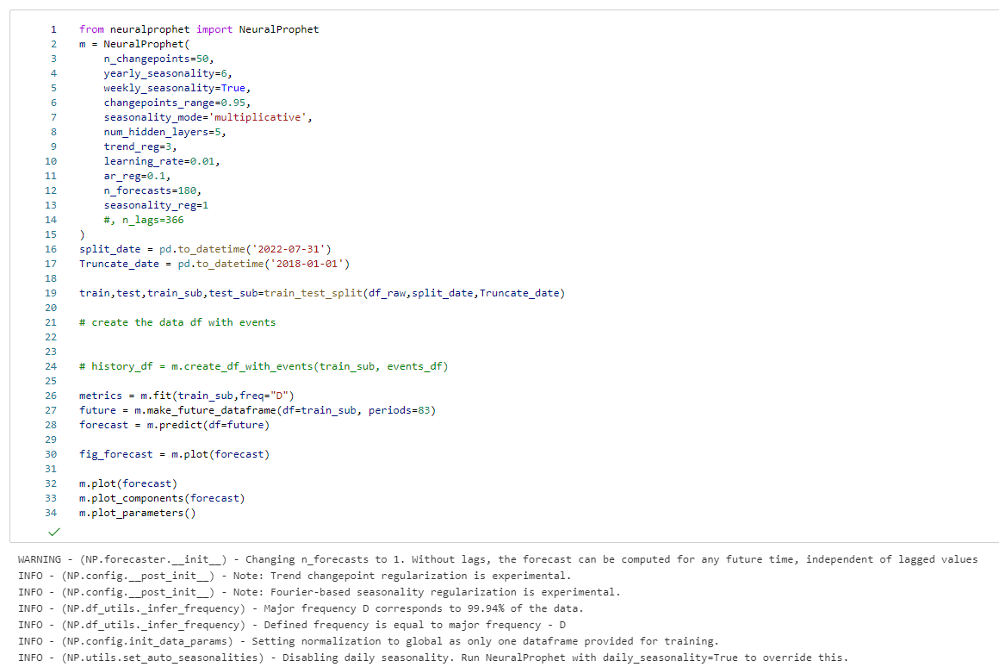 1 from neuralprophet import NeuralProphet
2 m = NeuralProphet(
3 n_changepoints=50,
4 yearly_seasonality=6,
5 weekly_seasonality=True,
6 changepoints_range=0.95,
7 seasonality_mode='multiplicative',
8 num_hidden_layers=5,
9 trend_reg=3,
10 learning_rate=0.01,
11 ar_reg=0.1,
12 n_forecasts=180,
13 seasonality_reg=1
14 #, n_lags=366
15 )
16 split_date = pd.to_datetime('2022-07-31')
17 Truncate_date = pd.to_datetime('2018-01-01')
18
19 train,test,train_sub,test_sub=train_test_split(df_raw,split_date,Truncate_date)
20
21 # create the data df with events
22
23
24 # history_df = m.create_df_with_events(train_sub, events_df)
25
26 metrics = m.fit(train_sub,freq="D")
27 future = m.make_future_dataframe(df=train_sub, periods=83)
28 forecast = m.predict(df=future)
29
30 fig_forecast = m.plot(forecast)
31
32 m.plot(forecast)
33 m.plot_components(forecast)
34 m.plot_parameters()
WARNING - (NP.forecaster.__init__) - Changing n_forecasts to 1. Without lags, the forecast can be computed for any future time, independent of lagged values
INFO - (NP.config.__post_init__) - Note: Trend changepoint regularization is experimental.
INFO - (NP.config.__post_init__) - Note: Fourier-based seasonality regularization is experimental.
INFO - (NP.df_utils._infer_frequency) - Major frequency D corresponds to 99.94% of the data.
INFO - (NP.df_utils._infer_frequency) - Defined frequency is equal to major frequency - D
INFO - (NP.config.init_data_params) - Setting normalization to global as only one dataframe provided for training.
INFO - (NP.utils.set_auto_seasonalities) - Disabling daily seasonality. Run NeuralProphet with daily_seasonality=True to override this.